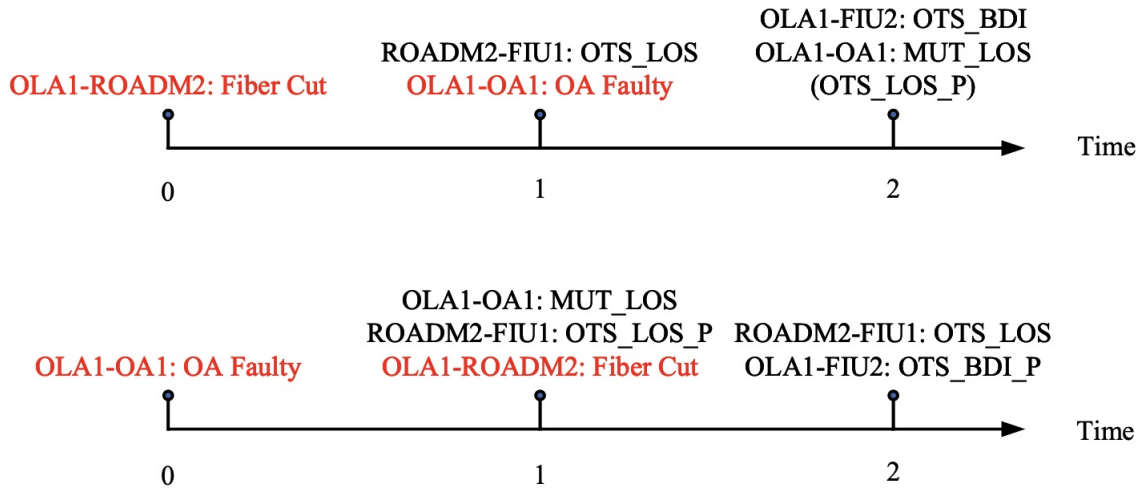 OLA1-FIU2: OTS_BDI
ROADM2-FIU1: OTS_LOS
OLA1-OA1: MUT_LOS
OLA1-ROADM2: Fiber Cut
OLA1-OA1: OA Faulty
(OTS_LOS_P)
Time
0
1
2
OLA1-OA1: MUT_LOS
ROADM2-FIU1: OTS_LOS_P
ROADM2-FIU1: OTS_LOS
OLA1-OA1: OA Faulty
OLA1-ROADM2: Fiber Cut
OLA1-FIU2: OTS_BDI_P
Time
0
1
2